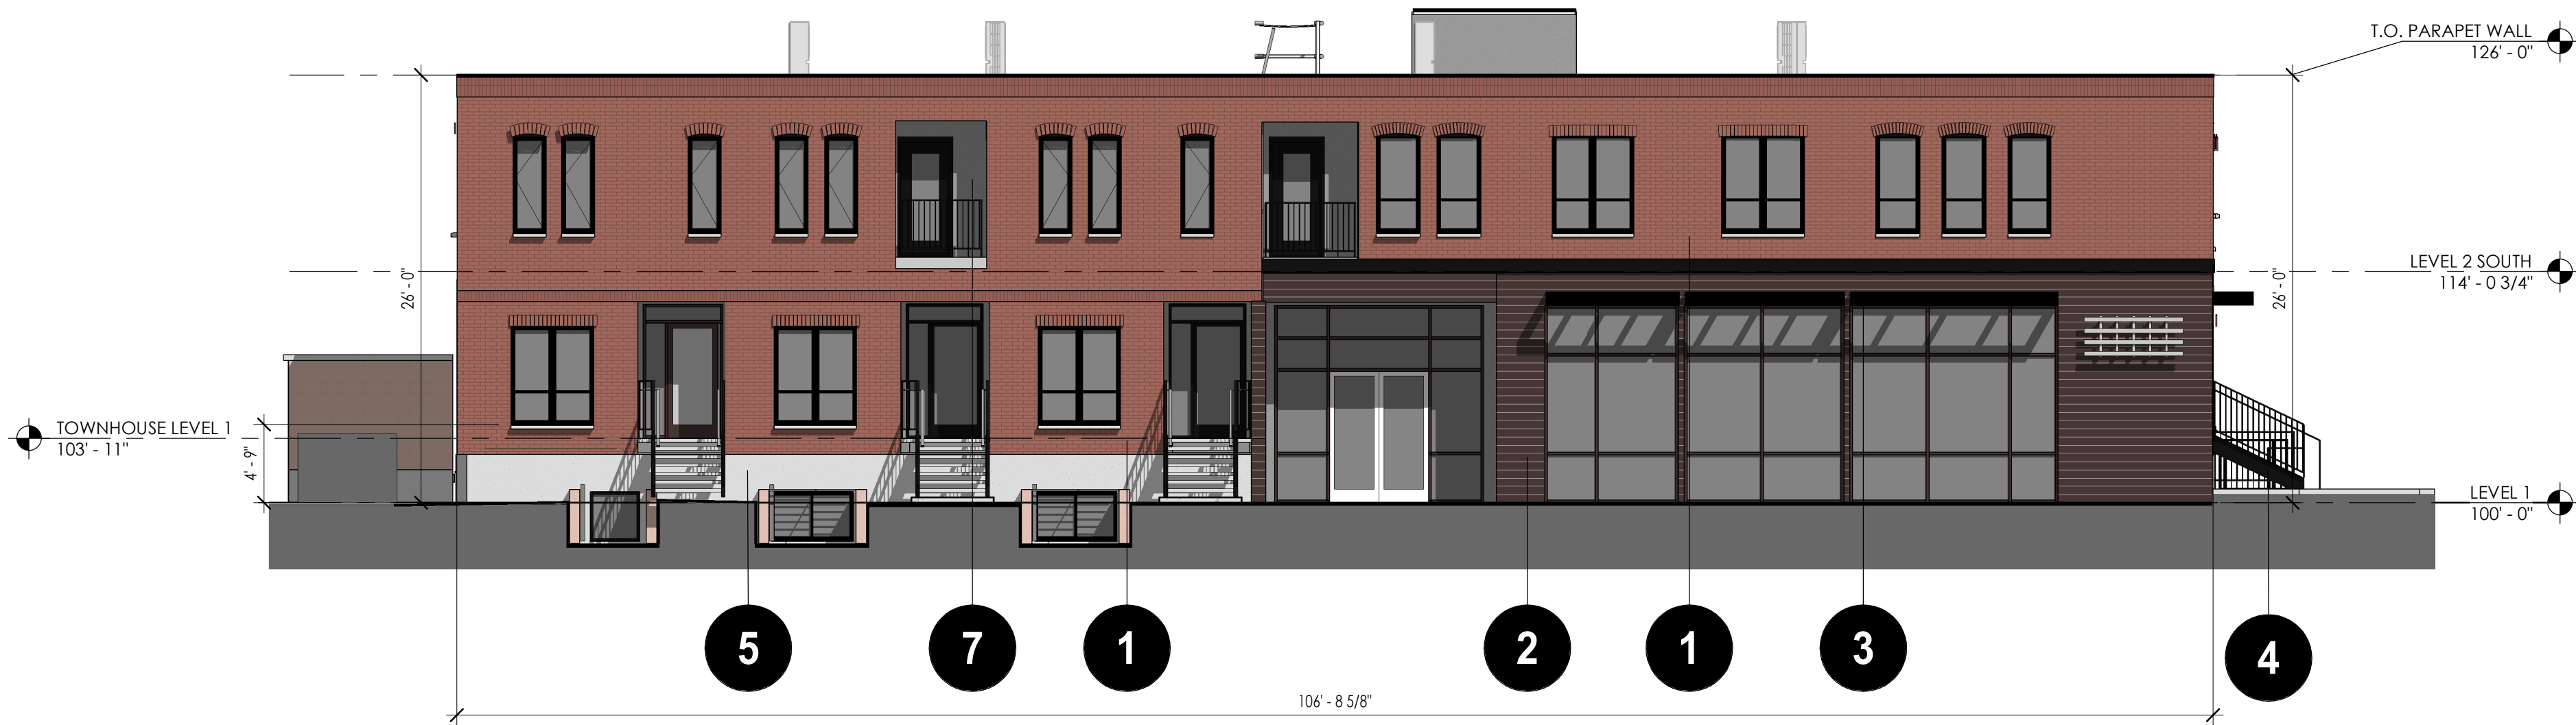 T.O. PARAPET WALL
126' - 0"
26' - 0"
LEVEL 2 SOUTH
114' - 0 3/4"
26' - 0"
TOWNHOUSE LEVEL 1
103' - 11"
4' - 9"
LEVEL 1
100' - 0"
5
7
1
2
1
3
4
106' - 8 5/8"